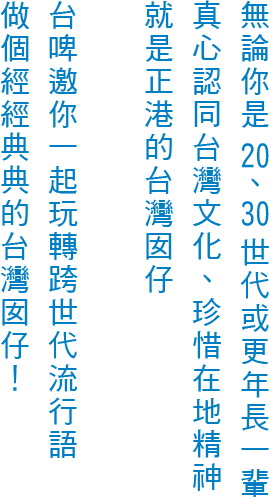 無論你是20、30世代或更年長一輩
真心認同台灣文化、珍惜在地精神
就是正港的台灣囡仔
台啤邀你一起玩轉跨世代流行語
做個經經典典的台灣囡仔！